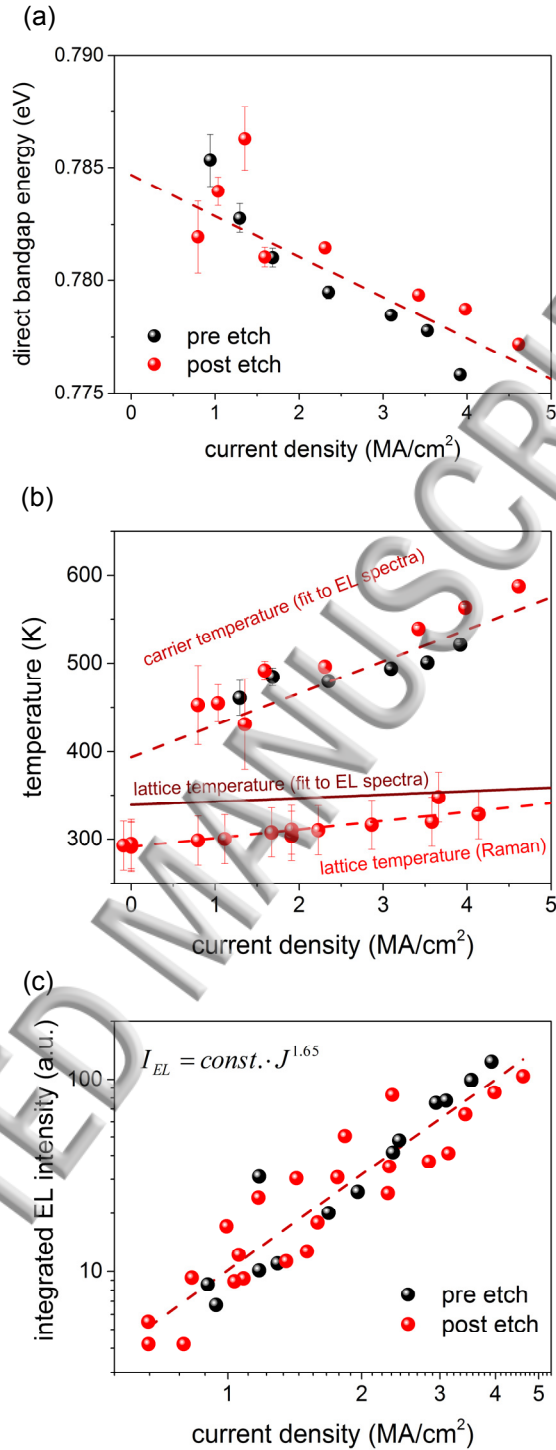 (a)
0.790
0.785
0.780
0.775
direct bandgap energy (eV)
pre etch
post etch
0 1 2 3 4 5
current density (MA/cm²)
(b)
600
500
400
300
temperature (K)
carrier temperature (fit to EL spectra)
lattice temperature (fit to EL spectra)
lattice temperature (Raman)
0 1 2 3 4 5
current density (MA/cm²)
(c)
100
10
integrated EL intensity (a.u.)
I_{EL} = const. · J^{1.65}
pre etch
post etch
1 2 3 4 5
current density (MA/cm²)
ED MANUSCRI